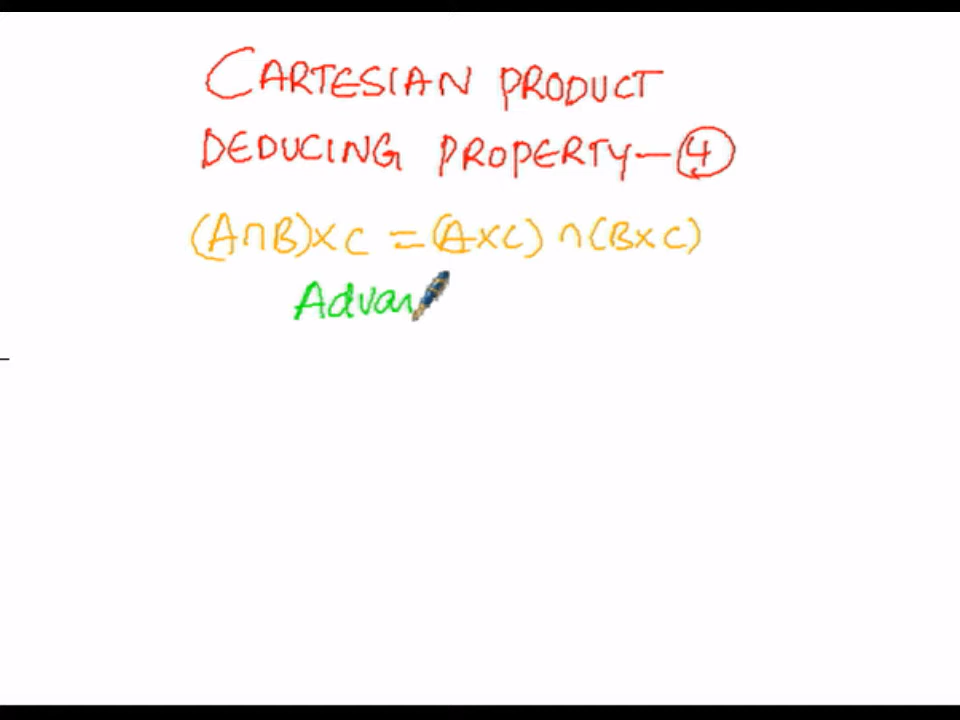 CARTESIAN PRODUCT
DEDUCING PROPERTY-4
(A∩B)×C = (A×C) ∩(B×C)
Advan